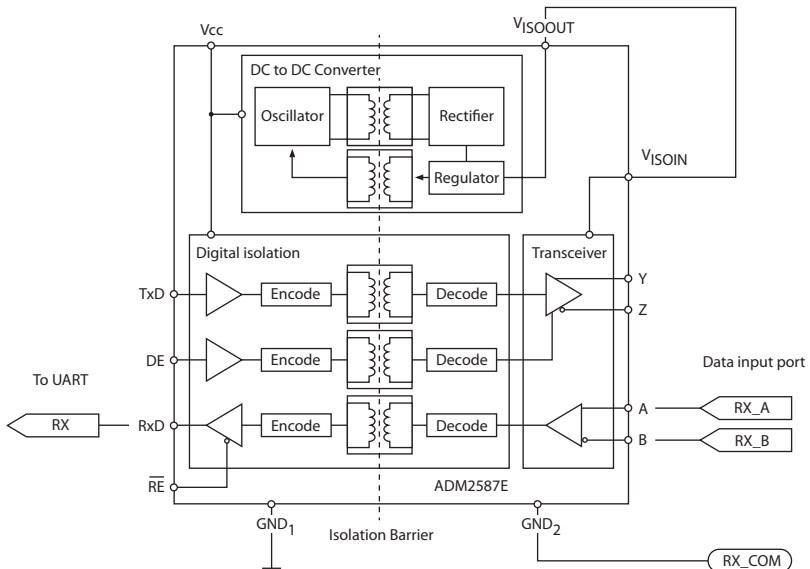 Vcc
VISOOUT
DC to DC Converter
Oscillator
Rectifier
Regulator
VISOIN
Digital isolation
Transceiver
TxD
Encode
Decode
Y
Z
DE
Encode
Decode
To UART
Data input port
RX
RxD
Encode
Decode
A
RX_A
B
RX_B
RE
ADM2587E
GND1
Isolation Barrier
GND2
RX_COM